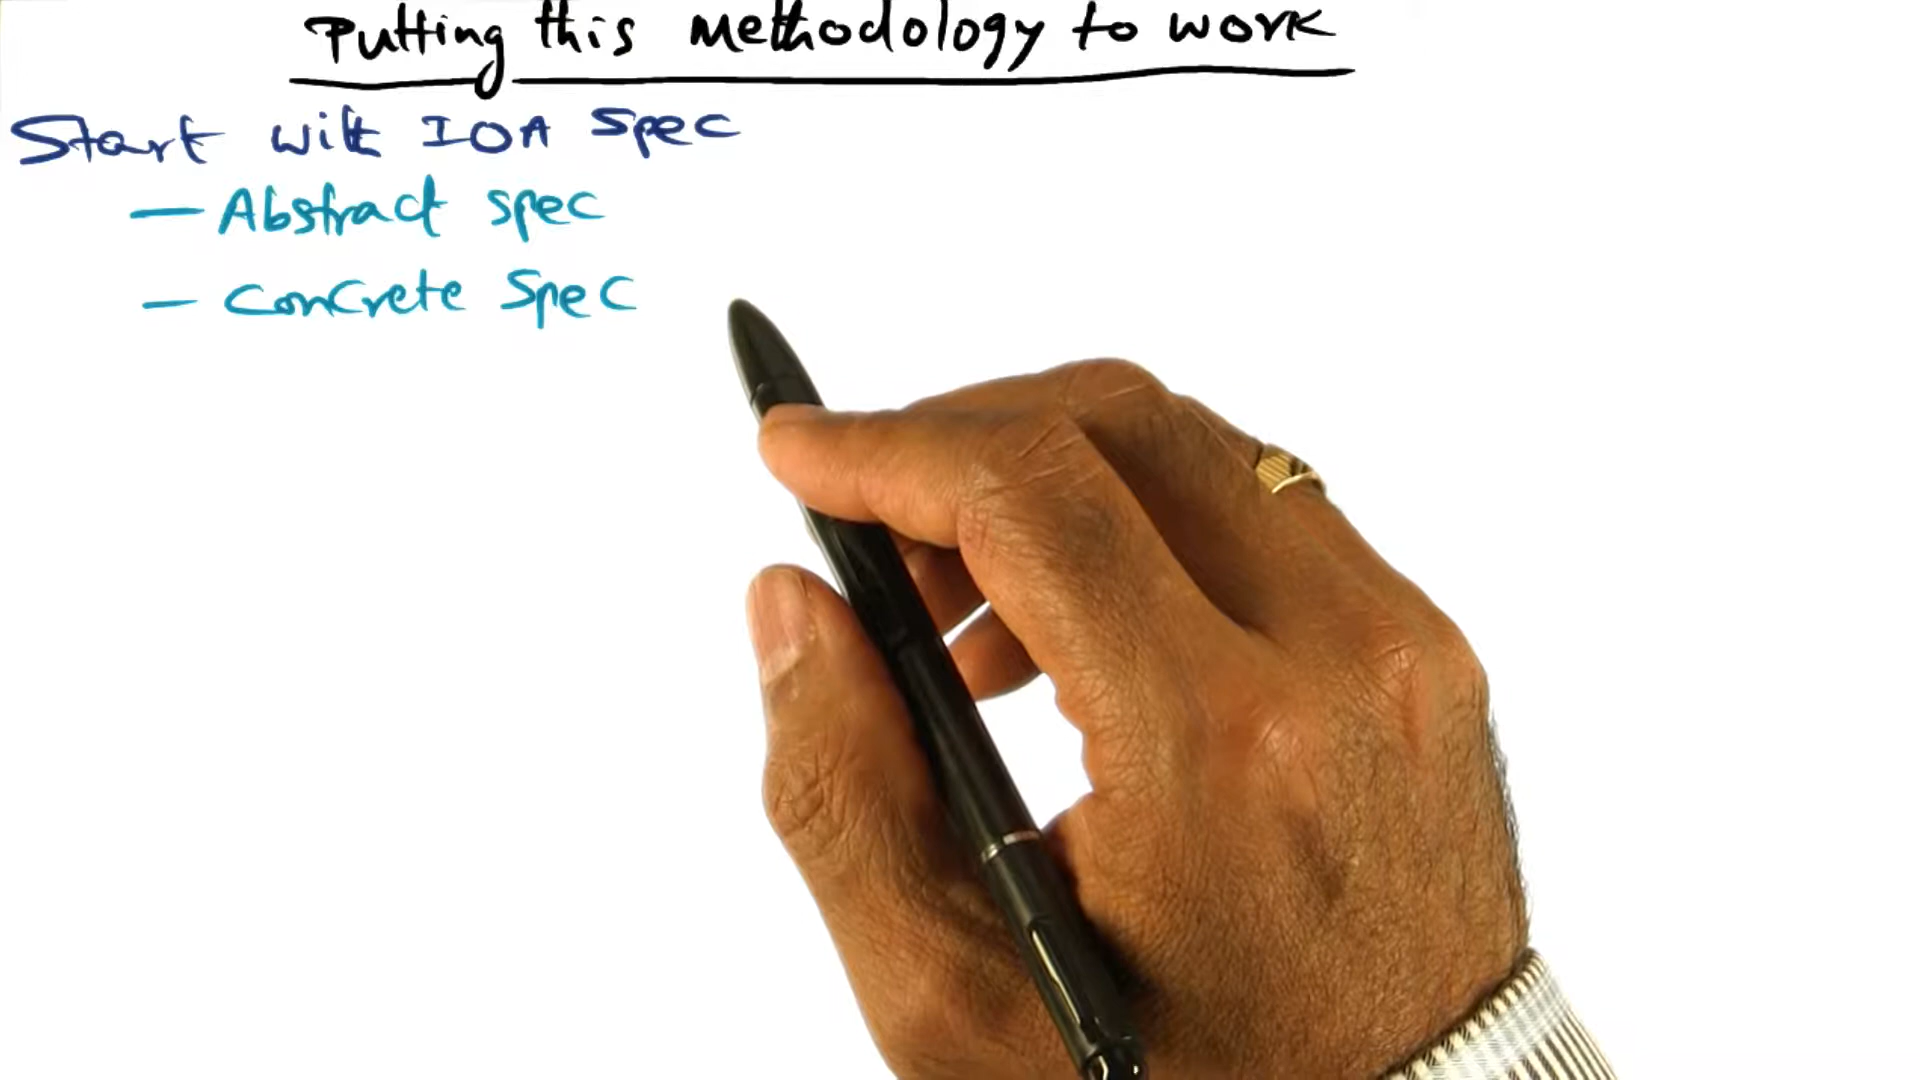 Putting this methodology to work
Start with IOA spec
- Abstract spec
- Concrete Spec